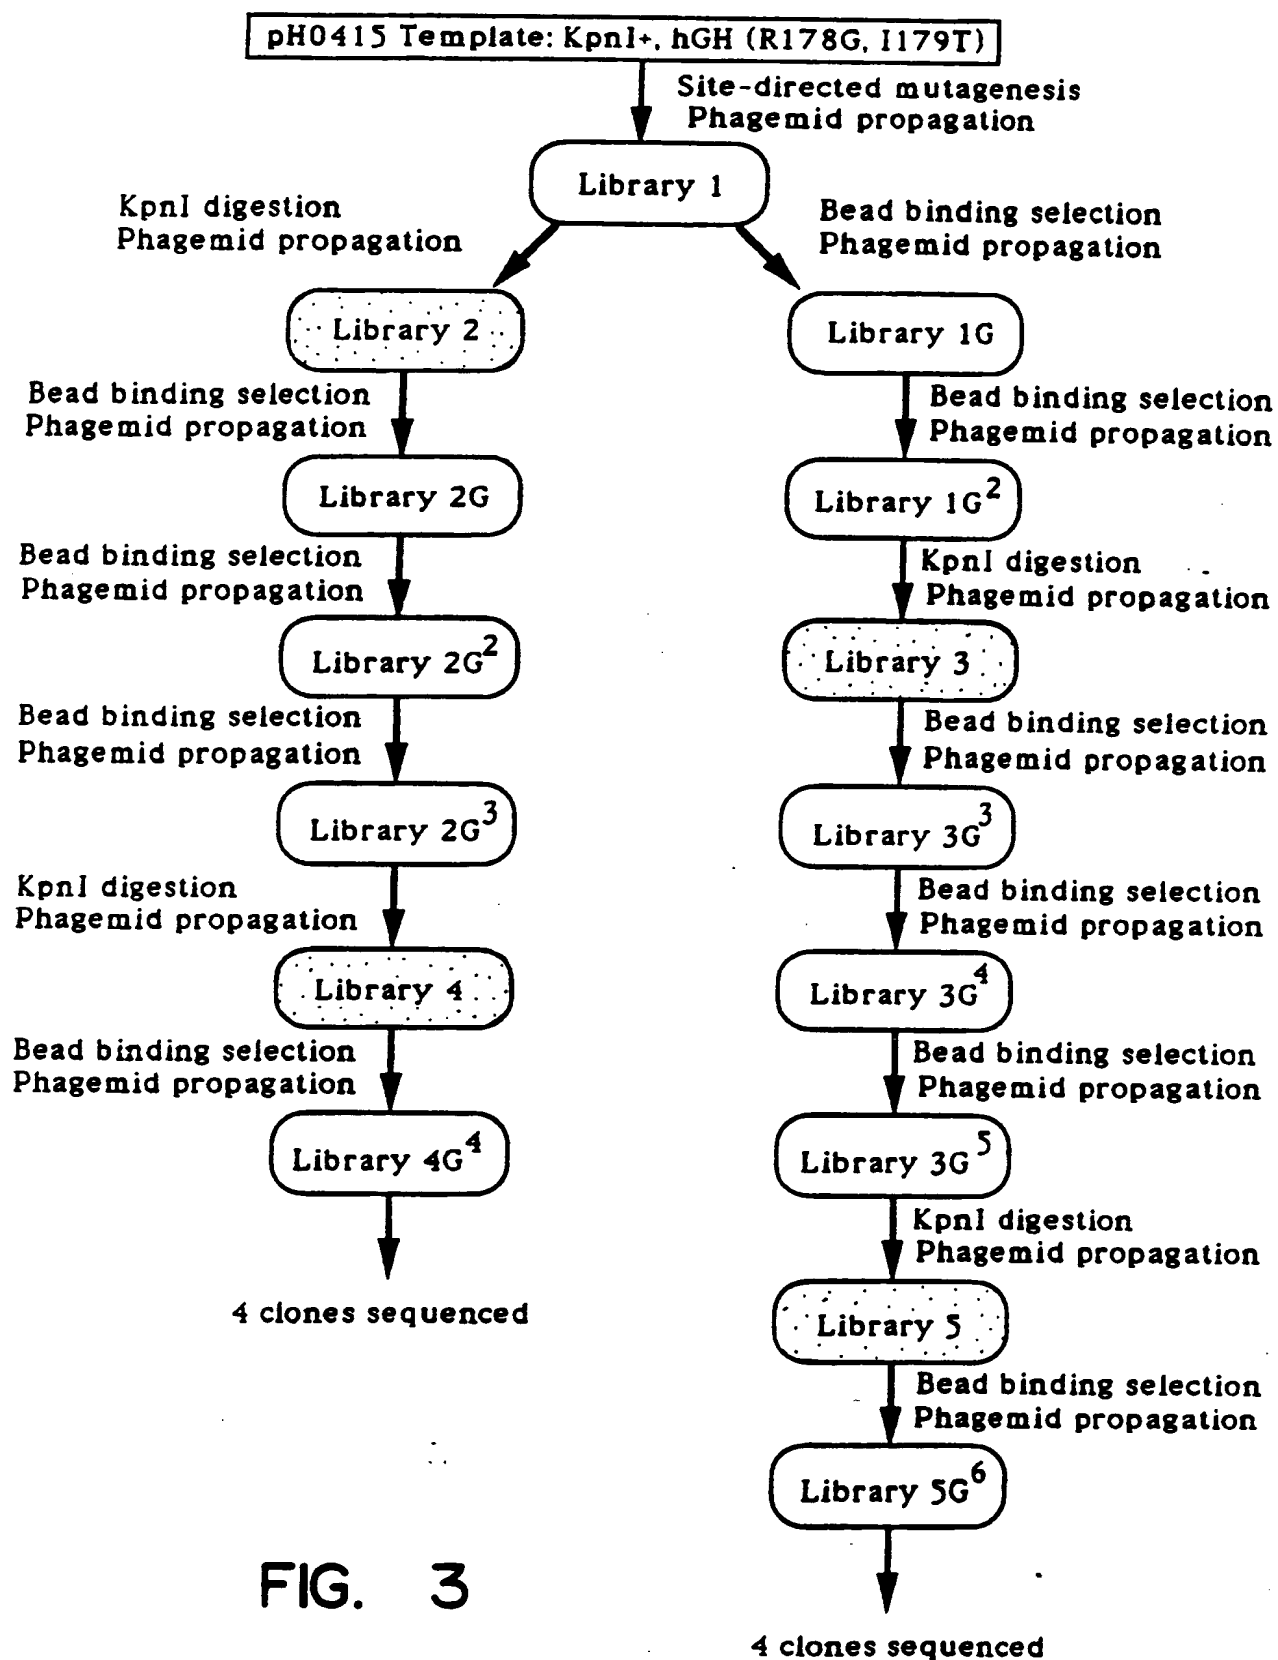 pH0415 Template: KpnI+, hGH (R178G, I179T)
Site-directed mutagenesis
Phagemid propagation
Library 1
KpnI digestion
Phagemid propagation
Library 2
Bead binding selection
Phagemid propagation
Library 2G
Bead binding selection
Phagemid propagation
Library 2G²
Bead binding selection
Phagemid propagation
Library 2G³
KpnI digestion
Phagemid propagation
Library 4
Bead binding selection
Phagemid propagation
Library 4G⁴
4 clones sequenced
Bead binding selection
Phagemid propagation
Library 1G
Bead binding selection
Phagemid propagation
Library 1G²
KpnI digestion
Phagemid propagation
Library 3
Bead binding selection
Phagemid propagation
Library 3G³
Bead binding selection
Phagemid propagation
Library 3G⁴
Bead binding selection
Phagemid propagation
Library 3G⁵
KpnI digestion
Phagemid propagation
Library 5
Bead binding selection
Phagemid propagation
Library 5G⁶
4 clones sequenced
FIG. 3